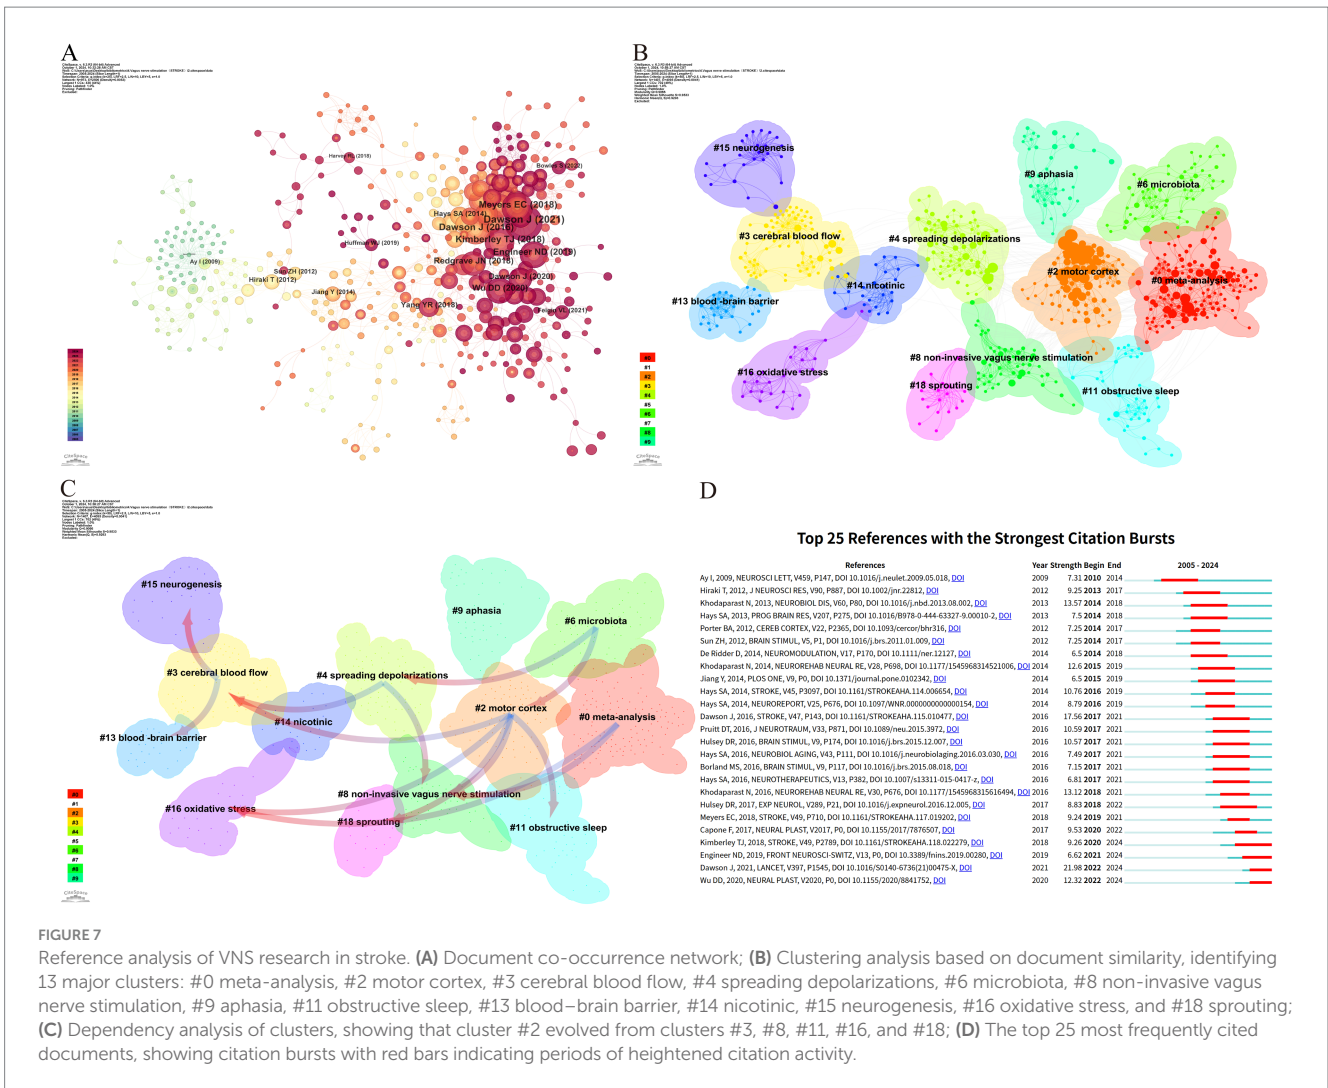 A
Harvey RL (2018)
Bowles S (2022)
Meyers EC (2018)
Hays SA (2014)
Dawson J (2021)
Dawson J (2016)
Kimberley TJ (2018)
Huffman WJ (2019)
Engineer ND (2019)
Ay I (2009)
Redgrave JN (2018)
Sun ZH (2012)
Hiraki T (2012)
Dawson J (2020)
Jiang Y (2014)
Wu DD (2020)
Yang YR (2018)
Feigin VL (2021)
CiteSpace
B
#15 neurogenesis
#9 aphasia
#6 microbiota
#3 cerebral blood flow
#4 spreading depolarizations
#2 motor cortex
#0 meta-analysis
#14 nicotinic
#13 blood -brain barrier
#8 non-invasive vagus nerve stimulation
#16 oxidative stress
#18 sprouting
#11 obstructive sleep
#0
#1
#2
#3
#4
#5
#6
#7
#8
#9
CiteSpace
C
#15 neurogenesis
#9 aphasia
#6 microbiota
#3 cerebral blood flow
#4 spreading depolarizations
#2 motor cortex
#0 meta-analysis
#14 nicotinic
#13 blood -brain barrier
#8 non-invasive vagus nerve stimulation
#16 oxidative stress
#18 sprouting
#11 obstructive sleep
#0
#1
#2
#3
#4
#5
#6
#7
#8
#9
CiteSpace
D
Top 25 References with the Strongest Citation Bursts
References Year Strength Begin End 2005 - 2024
Ay I, 2009, NEUROSCI LETT, V459, P147, DOI 10.1016/j.neulet.2009.05.018, DOI 2009 7.31 2010 2014
Hiraki T, 2012, J NEUROSCI RES, V90, P887, DOI 10.1002/jnr.22812, DOI 2012 9.25 2013 2017
Khodaparast N, 2013, NEUROBIOL DIS, V60, P80, DOI 10.1016/j.nbd.2013.08.002, DOI 2013 13.57 2014 2018
Hays SA, 2013, PROG BRAIN RES, V207, P275, DOI 10.1016/B978-0-444-63327-9.00010-2, DOI 2013 7.5 2014 2018
Porter BA, 2012, CEREB CORTEX, V22, P2365, DOI 10.1093/cercor/bhr316, DOI 2012 7.25 2014 2017
Sun ZH, 2012, BRAIN STIMUL, V5, P1, DOI 10.1016/j.brs.2011.01.009, DOI 2012 7.25 2014 2017
De Ridder D, 2014, NEUROMODULATION, V17, P170, DOI 10.1111/ner.12127, DOI 2014 6.5 2014 2018
Khodaparast N, 2014, NEUROREHAB NEURAL RE, V28, P698, DOI 10.1177/1545968314521006, DOI 2014 12.6 2015 2019
Jiang Y, 2014, PLOS ONE, V9, P0, DOI 10.1371/journal.pone.0102342, DOI 2014 6.5 2015 2019
Hays SA, 2014, STROKE, V45, P3097, DOI 10.1161/STROKEAHA.114.006654, DOI 2014 10.76 2016 2019
Hays SA, 2014, NEUROREPORT, V25, P676, DOI 10.1097/WNR.0000000000000154, DOI 2014 8.79 2016 2019
Dawson J, 2016, STROKE, V47, P143, DOI 10.1161/STROKEAHA.115.010477, DOI 2016 17.56 2017 2021
Pruitt DT, 2016, J NEUROTRAUM, V33, P871, DOI 10.1089/neu.2015.3972, DOI 2016 10.59 2017 2021
Hulsey DR, 2016, BRAIN STIMUL, V9, P174, DOI 10.1016/j.brs.2015.12.007, DOI 2016 10.57 2017 2021
Hays SA, 2016, NEUROBIOL AGING, V43, P111, DOI 10.1016/j.neurobiolaging.2016.03.030, DOI 2016 7.49 2017 2021
Borland MS, 2016, BRAIN STIMUL, V9, P117, DOI 10.1016/j.brs.2015.08.018, DOI 2016 7.15 2017 2021
Hays SA, 2016, NEUROTHERAPEUTICS, V13, P382, DOI 10.1007/s13311-015-0417-z, DOI 2016 6.81 2017 2021
Khodaparast N, 2016, NEUROREHAB NEURAL RE, V30, P676, DOI 10.1177/1545968315616494, DOI 2016 13.12 2018 2021
Hulsey DR, 2017, EXP NEUROL, V289, P21, DOI 10.1016/j.expneurol.2016.12.005, DOI 2017 8.83 2018 2022
Meyers EC, 2018, STROKE, V49, P710, DOI 10.1161/STROKEAHA.117.019202, DOI 2018 9.24 2019 2021
Capone F, 2017, NEURAL PLAST, V2017, P0, DOI 10.1155/2017/7876507, DOI 2017 9.53 2020 2022
Kimberley TJ, 2018, STROKE, V49, P2789, DOI 10.1161/STROKEAHA.118.022279, DOI 2018 9.26 2020 2024
Engineer ND, 2019, FRONT NEUROSCI-SWITZ, V13, P0, DOI 10.3389/fnins.2019.00280, DOI 2019 6.62 2021 2024
Dawson J, 2021, LANCET, V397, P1545, DOI 10.1016/S0140-6736(21)00475-X, DOI 2021 21.98 2022 2024
Wu DD, 2020, NEURAL PLAST, V2020, P0, DOI 10.1155/2020/8841752, DOI 2020 12.32 2022 2024
FIGURE 7
Reference analysis of VNS research in stroke. (A) Document co-occurrence network; (B) Clustering analysis based on document similarity, identifying
13 major clusters: #0 meta-analysis, #2 motor cortex, #3 cerebral blood flow, #4 spreading depolarizations, #6 microbiota, #8 non-invasive vagus
nerve stimulation, #9 aphasia, #11 obstructive sleep, #13 blood–brain barrier, #14 nicotinic, #15 neurogenesis, #16 oxidative stress, and #18 sprouting;
(C) Dependency analysis of clusters, showing that cluster #2 evolved from clusters #3, #8, #11, #16, and #18; (D) The top 25 most frequently cited
documents, showing citation bursts with red bars indicating periods of heightened citation activity.